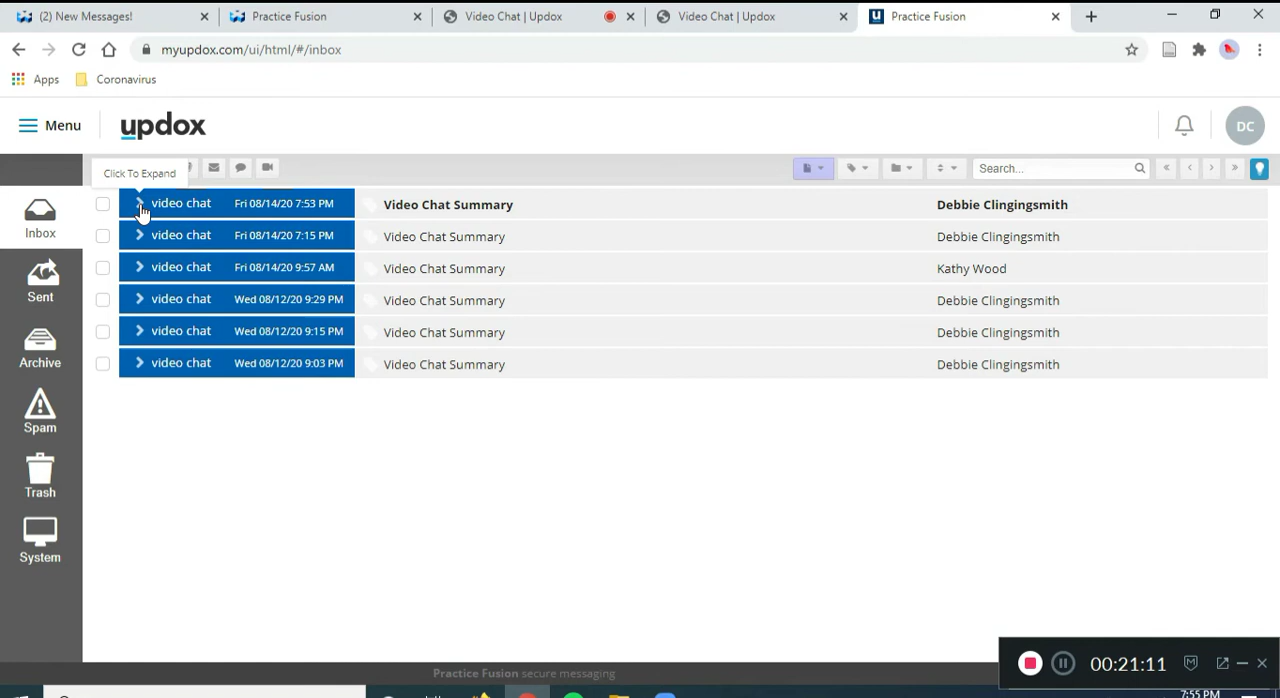 (2) New Messages!
Practice Fusion
Video Chat | Updox
Video Chat | Updox
Practice Fusion
myupdox.com/ui/html/#/inbox
Apps
Coronavirus
Menu
updox
DC
Click To Expand
Search...
Inbox
Sent
Archive
Spam
Trash
System
video chat Fri 08/14/20 7:53 PM Video Chat Summary Debbie Clingingsmith
video chat Fri 08/14/20 7:15 PM Video Chat Summary Debbie Clingingsmith
video chat Fri 08/14/20 9:57 AM Video Chat Summary Kathy Wood
video chat Wed 08/12/20 9:29 PM Video Chat Summary Debbie Clingingsmith
video chat Wed 08/12/20 9:15 PM Video Chat Summary Debbie Clingingsmith
video chat Wed 08/12/20 9:03 PM Video Chat Summary Debbie Clingingsmith
Practice Fusion secure messaging
00:21:11
7:55 PM